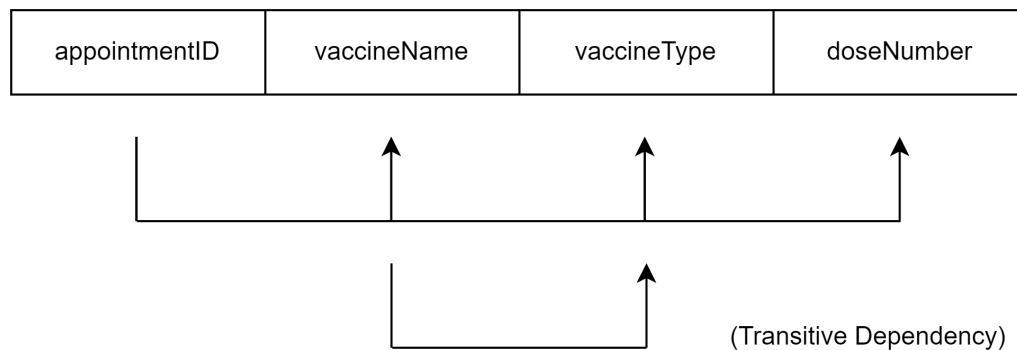 appointmentID vaccineName vaccineType doseNumber
(Transitive Dependency)